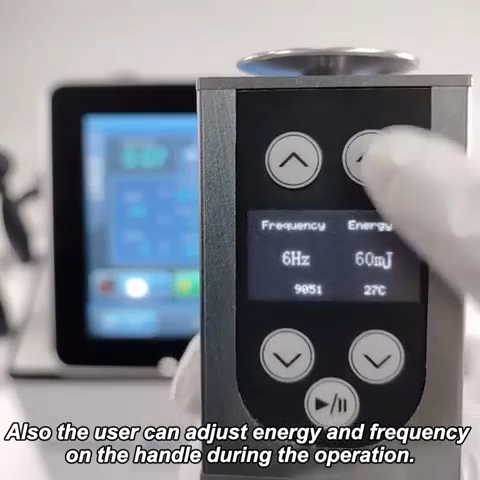 Frequency Energy
6Hz 60mJ
9051 27C
Also the user can adjust energy and frequency
on the handle during the operation.